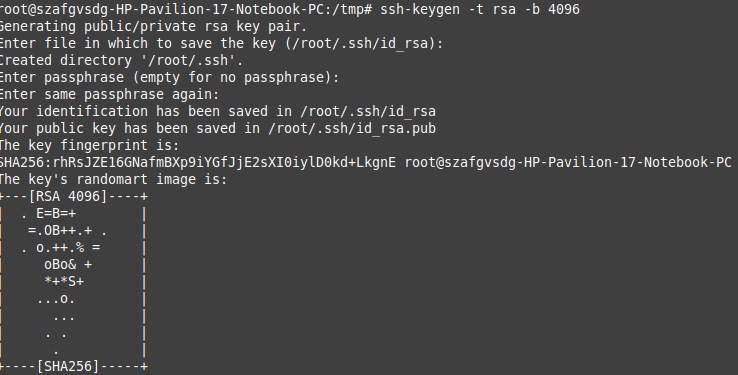 root@szafgvsdg-HP-Pavilion-17-Notebook-PC:/tmp# ssh-keygen -t rsa -b 4096
Generating public/private rsa key pair.
Enter file in which to save the key (/root/.ssh/id_rsa):
Created directory '/root/.ssh'.
Enter passphrase (empty for no passphrase):
Enter same passphrase again:
Your identification has been saved in /root/.ssh/id_rsa
Your public key has been saved in /root/.ssh/id_rsa.pub
The key fingerprint is:
SHA256:rhRsJZE16GNafmBXp9iYGfJjE2sXI0iylD0kd+LkgnE root@szafgvsdg-HP-Pavilion-17-Notebook-PC
The key's randomart image is:
+---[RSA 4096]----+
|  . E=B=+        |
|   =.OB++.+ .    |
|  . o.++.% =     |
|     oBo& +      |
|     *+*S+       |
|    ...o.        |
|      ...        |
|     . .         |
|      .          |
+----[SHA256]-----+